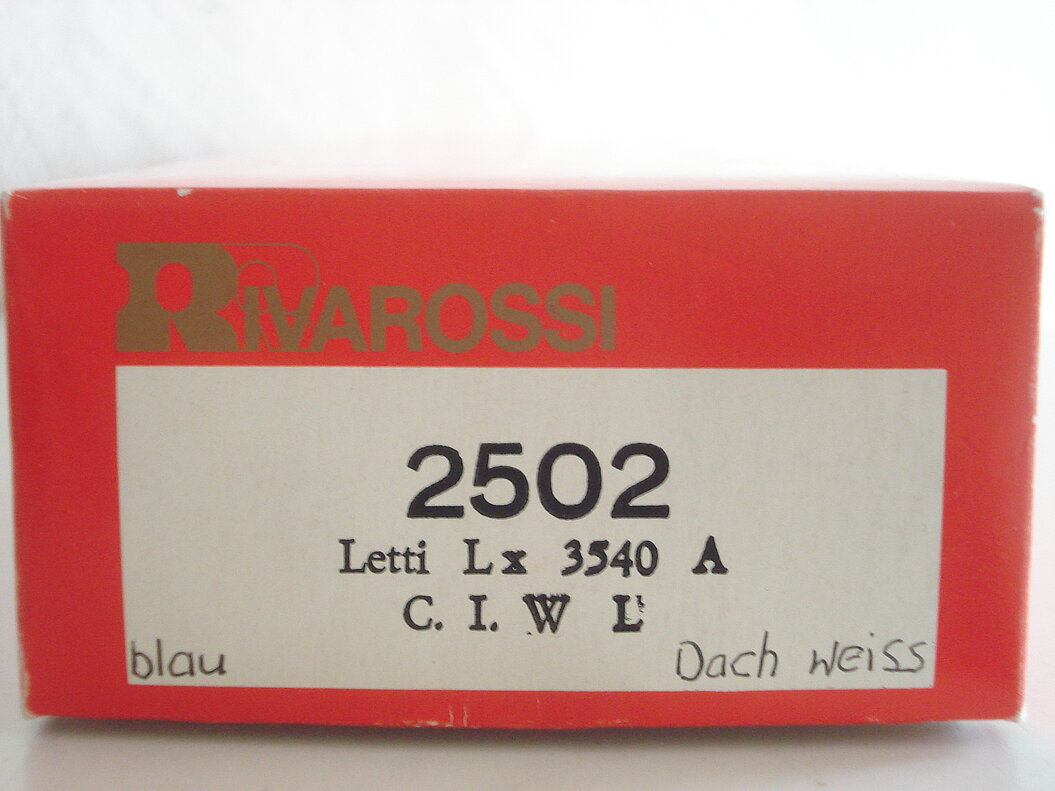 RIVAROSSI
2502
Letti Lx 3540 A
C. I. W L
blau Dach weiss